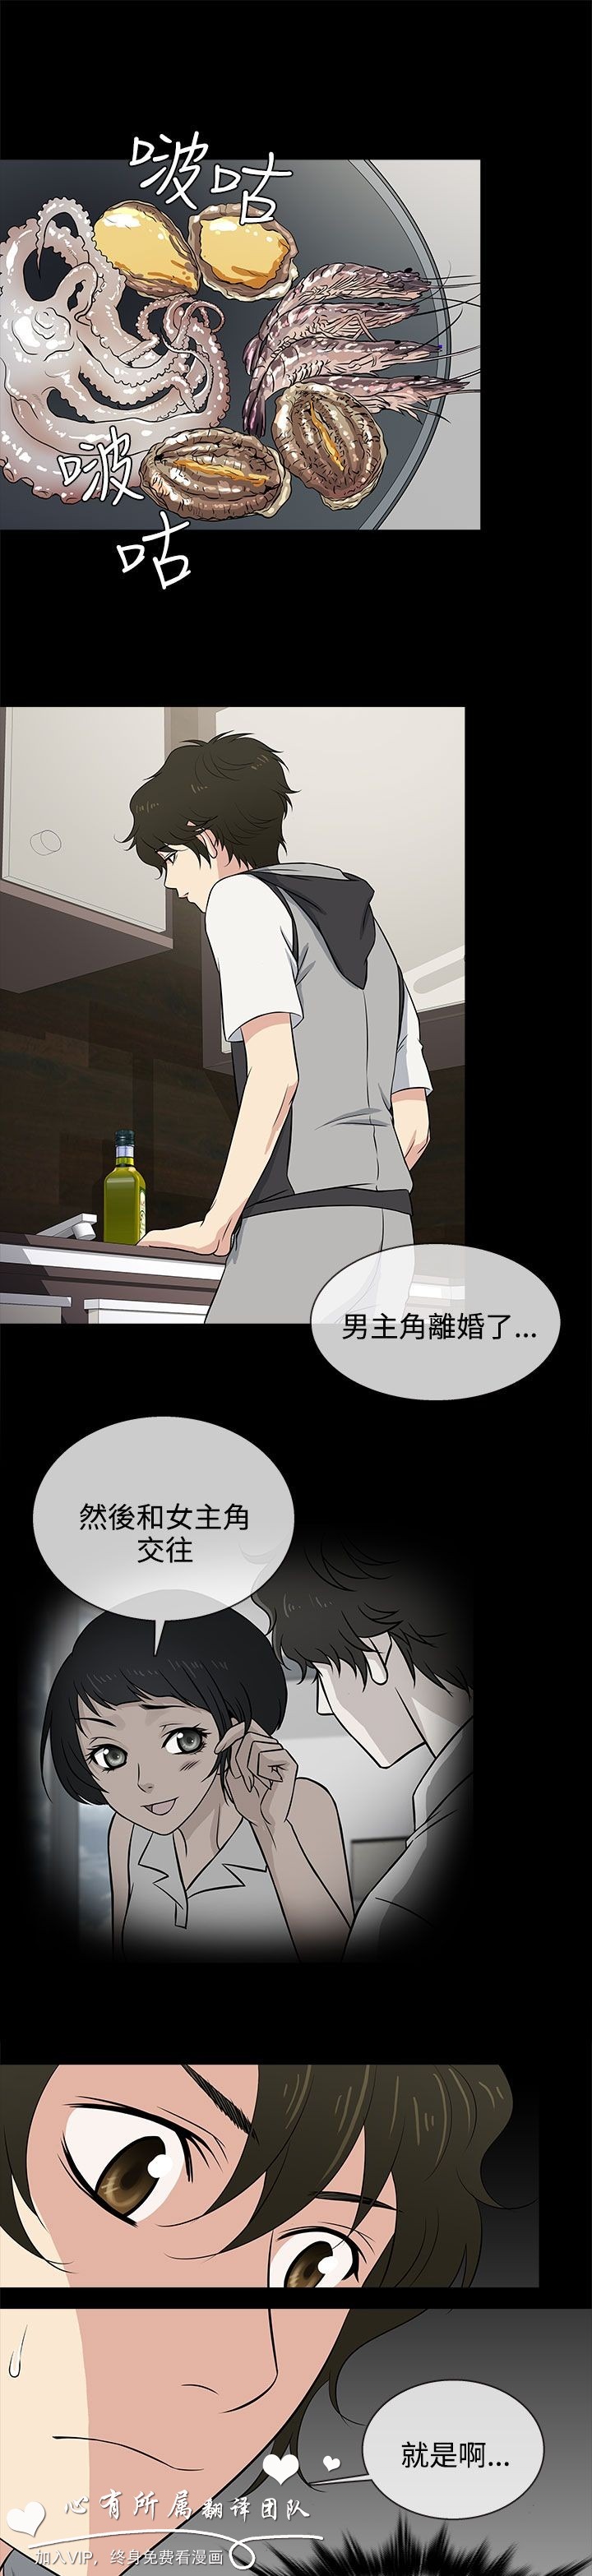 啵咕
啵
咕
男主角離婚了…
然後和女主角
交往
就是啊…
心有所属翻译团队
加入VIP，终身免费看漫画